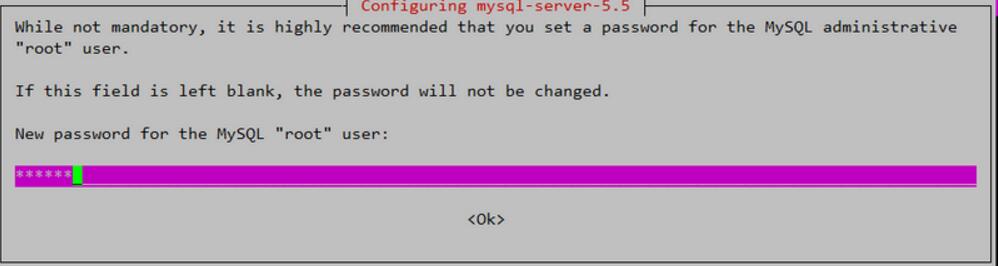 Configuring mysql-server-5.5
While not mandatory, it is highly recommended that you set a password for the MySQL administrative
"root" user.
If this field is left blank, the password will not be changed.
New password for the MySQL "root" user:
******
<Ok>